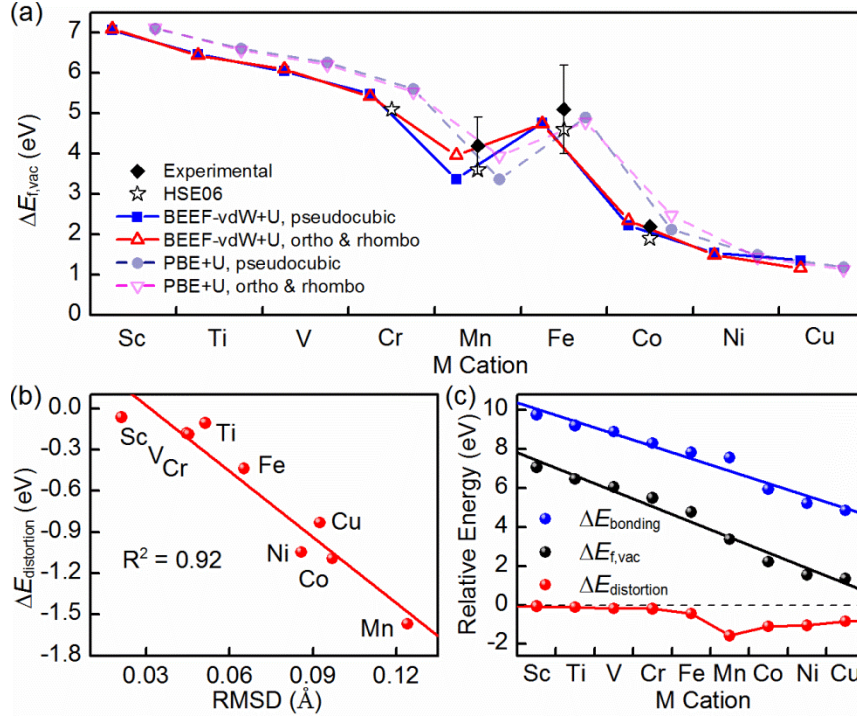 (a)
7
6
5
4
3
2
1
0
ΔE_f,vac (eV)
Experimental
HSE06
BEEF-vdW+U, pseudocubic
BEEF-vdW+U, ortho & rhombo
PBE+U, pseudocubic
PBE+U, ortho & rhombo
Sc Ti V Cr Mn Fe Co Ni Cu
M Cation
(b)
0.0
-0.3
-0.6
-0.9
-1.2
-1.5
-1.8
ΔE_distortion (eV)
Sc
V
Cr
Ti
Fe
Cu
Ni
Co
Mn
R² = 0.92
0.03 0.06 0.09 0.12
RMSD (Å)
(c)
10
8
6
4
2
0
-2
Relative Energy (eV)
ΔE_bonding
ΔE_f,vac
ΔE_distortion
Sc Ti V Cr Fe Mn Co Ni Cu
M Cation